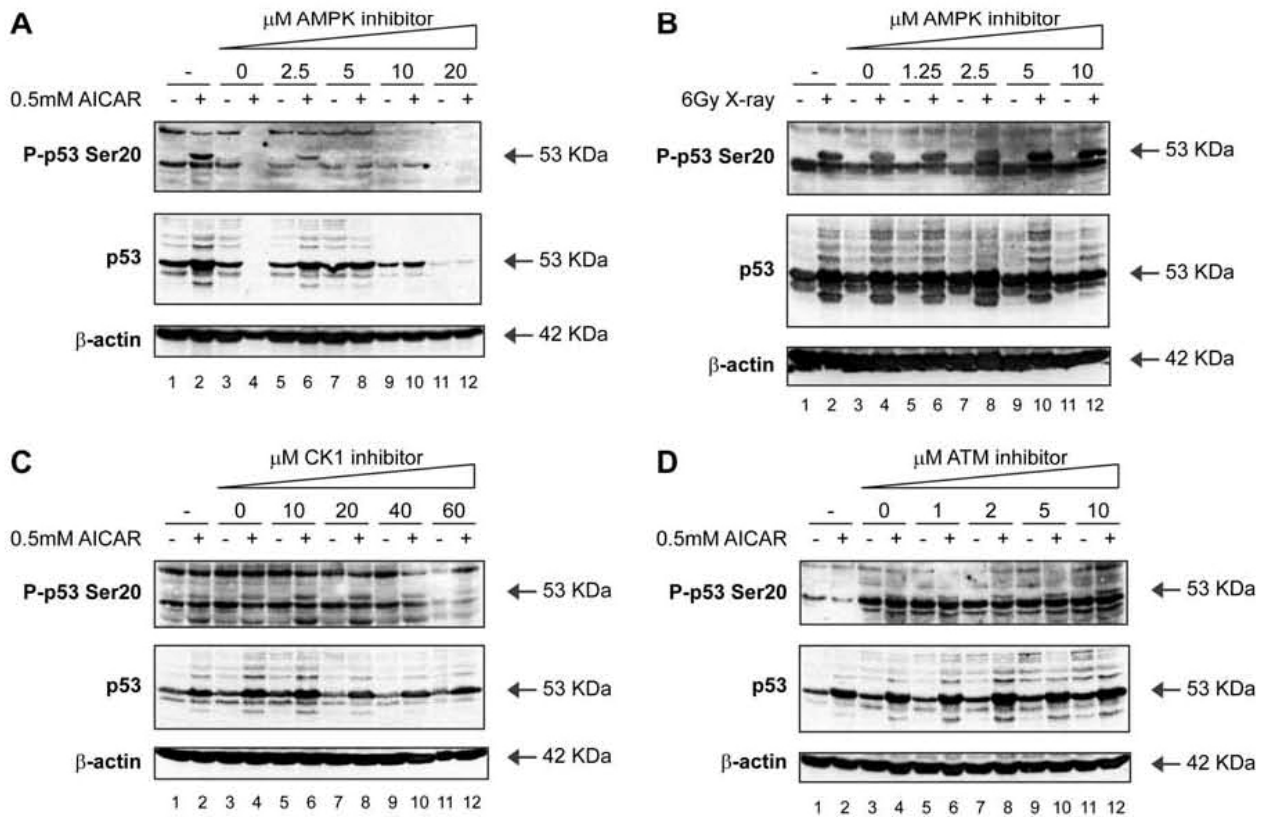 A
μM AMPK inhibitor
- 0 2.5 5 10 20
0.5mM AICAR - + - + - + - + - + - +
P-p53 Ser20 53 KDa
p53 53 KDa
β-actin 42 KDa
1 2 3 4 5 6 7 8 9 10 11 12
B
μM AMPK inhibitor
- 0 1.25 2.5 5 10
6Gy X-ray - + - + - + - + - + - +
P-p53 Ser20 53 KDa
p53 53 KDa
β-actin 42 KDa
1 2 3 4 5 6 7 8 9 10 11 12
C
μM CK1 inhibitor
- 0 10 20 40 60
0.5mM AICAR - + - + - + - + - + - +
P-p53 Ser20 53 KDa
p53 53 KDa
β-actin 42 KDa
1 2 3 4 5 6 7 8 9 10 11 12
D
μM ATM inhibitor
- 0 1 2 5 10
0.5mM AICAR - + - + - + - + - + - +
P-p53 Ser20 53 KDa
p53 53 KDa
β-actin 42 KDa
1 2 3 4 5 6 7 8 9 10 11 12